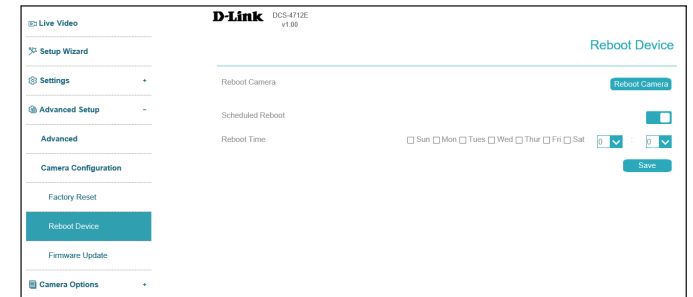 D-Link DCS-4712E
v1.00
Live Video
Setup Wizard
Settings +
Advanced Setup -
Advanced
Camera Configuration
Factory Reset
Reboot Device
Firmware Update
Camera Options +
Reboot Device
Reboot Camera Reboot Camera
Scheduled Reboot
Reboot Time Sun Mon Tues Wed Thur Fri Sat 0 : 0
Save